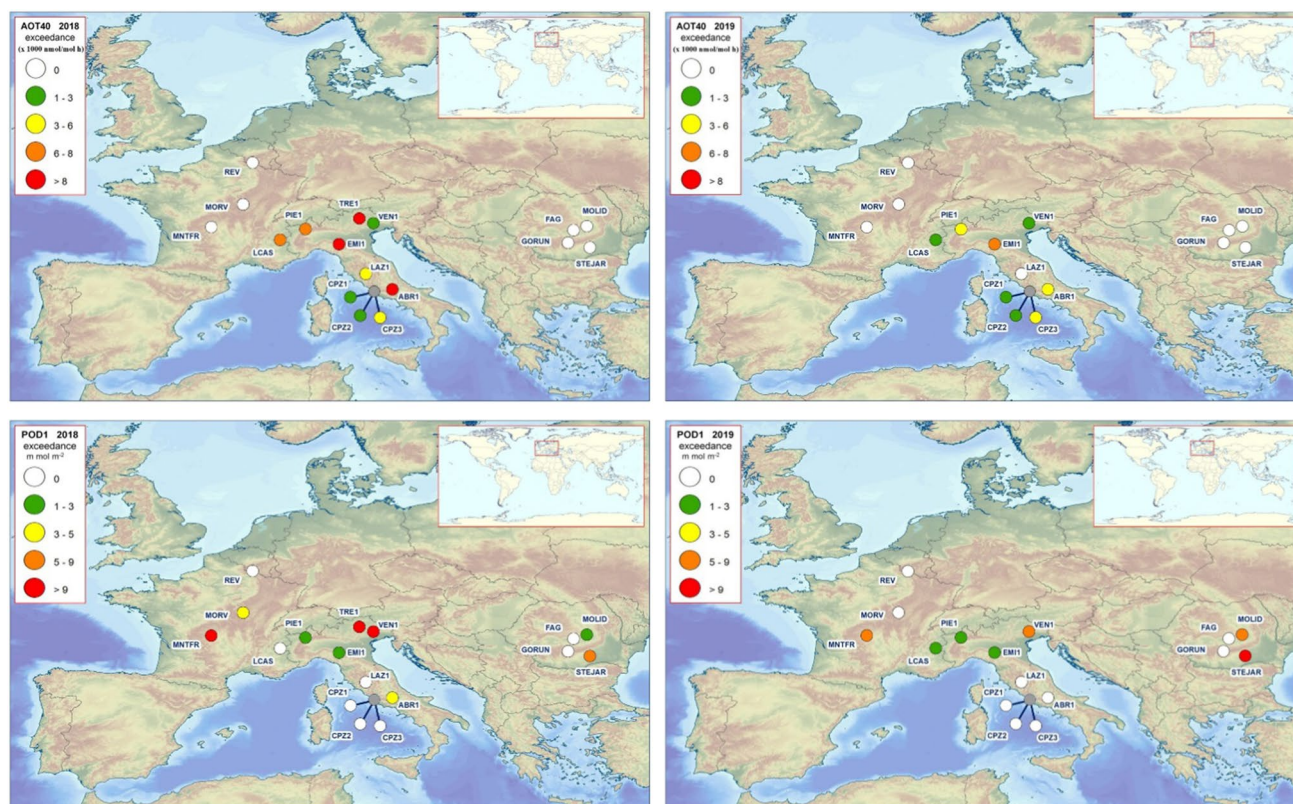 AOT40 2018
exceedance
(x 1000 nmol/mol h)
0
1 - 3
3 - 6
6 - 8
> 8
REV
MORV
MNTFR
PIE1
LCAS
TRE1
VEN1
EMI1
LAZ1
CPZ1
ABR1
CPZ2
CPZ3
FAG
MOLID
GORUN
STEJAR
AOT40 2019
exceedance
(x 1000 nmol/mol h)
0
1 - 3
3 - 6
6 - 8
> 8
REV
MORV
MNTFR
PIE1
LCAS
VEN1
EMI1
LAZ1
CPZ1
ABR1
CPZ2
CPZ3
FAG
MOLID
GORUN
STEJAR
POD1 2018
exceedance
m mol m⁻²
0
1 - 3
3 - 5
5 - 9
> 9
REV
MORV
MNTFR
PIE1
LCAS
TRE1
VEN1
EMI1
LAZ1
CPZ1
ABR1
CPZ2
CPZ3
FAG
MOLID
GORUN
STEJAR
POD1 2019
exceedance
m mol m⁻²
0
1 - 3
3 - 5
5 - 9
> 9
REV
MORV
MNTFR
PIE1
LCAS
VEN1
EMI1
LAZ1
CPZ1
ABR1
CPZ2
CPZ3
FAG
MOLID
GORUN
STEJAR